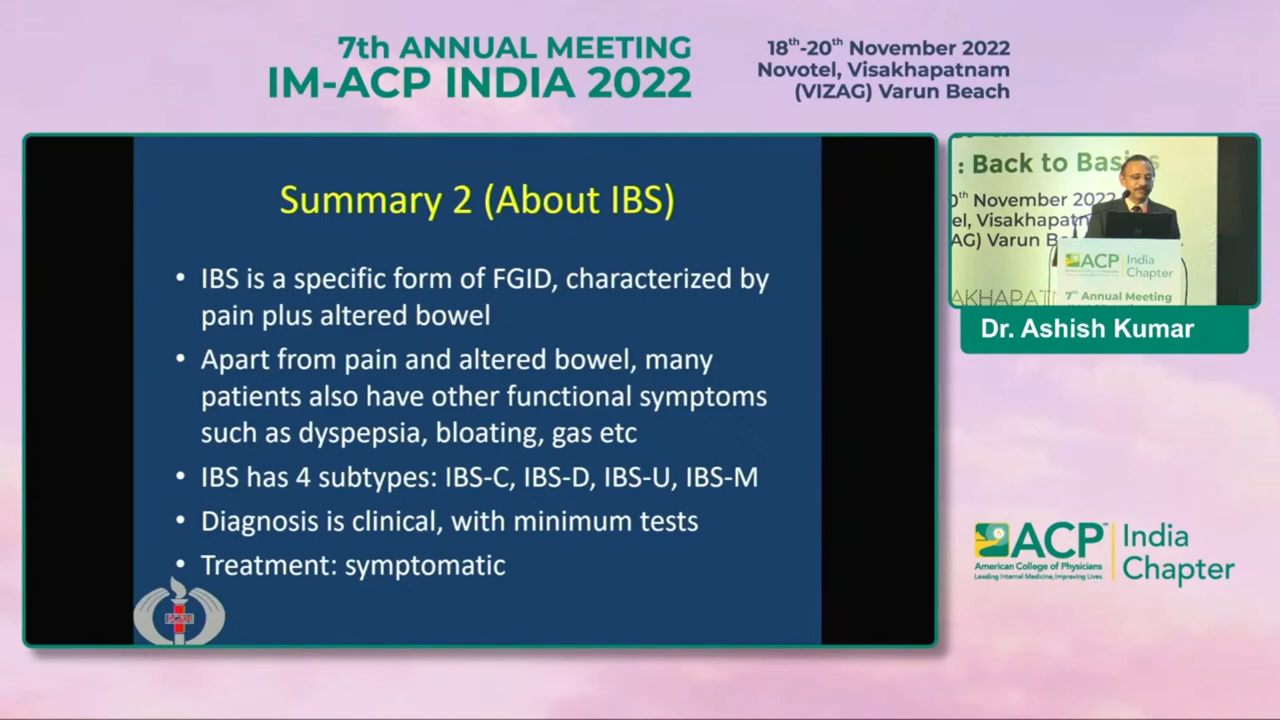 7th ANNUAL MEETING
IM-ACP INDIA 2022
18th-20th November 2022
Novotel, Visakhapatnam
(VIZAG) Varun Beach
Summary 2 (About IBS)
• IBS is a specific form of FGID, characterized by
pain plus altered bowel
• Apart from pain and altered bowel, many
patients also have other functional symptoms
such as dyspepsia, bloating, gas etc
• IBS has 4 subtypes: IBS-C, IBS-D, IBS-U, IBS-M
• Diagnosis is clinical, with minimum tests
• Treatment: symptomatic
: Back to Basics
November 2022
Varun
ACP India
Chapter
7th Annual Meeting
Dr. Ashish Kumar
ACP
American College of Physicians
Leading Internal Medicine, Improving Lives
India
Chapter